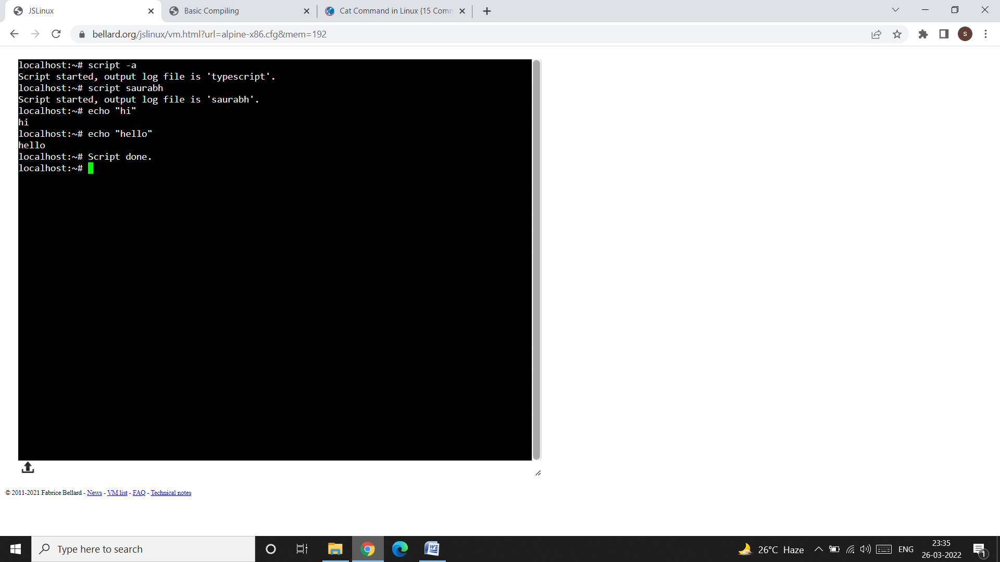 JSLinux
Basic Compiling
Cat Command in Linux {15 Comm
bellard.org/jslinux/vm.html?url=alpine-x86.cfg&mem=192
S
localhost:~# script -a
Script started, output log file is 'typescript'.
localhost:~# script saurabh
Script started, output log file is 'saurabh'.
localhost:~# echo "hi"
hi
localhost:~# echo "hello"
hello
localhost:~# Script done.
localhost:~#
© 2011-2021 Fabrice Bellard - News - VM list - FAQ - Technical notes
Type here to search
26°C Haze
ENG
23:35
26-03-2022
1